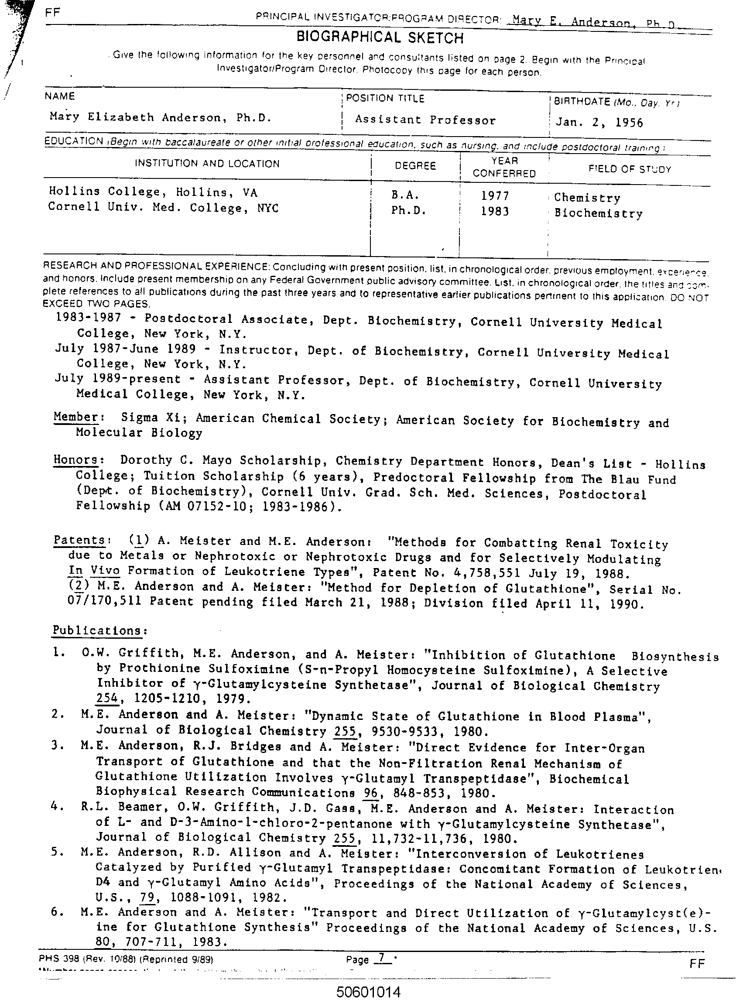 FF
PRINCIPAL INVESTIGATOR/PROGRAM DIRECTOR: Mary E. Anderson, Ph.D.
BIOGRAPHICAL SKETCH
Give the following information for the key personnel and consultants listed on page 2. Begin with the Principal
Investigator/Program Director. Photocopy this page for each person.
NAME POSITION TITLE BIRTHDATE (Mo., Day, Yr.)
Mary Elizabeth Anderson, Ph.D. Assistant Professor Jan. 2, 1956
EDUCATION (Begin with baccalaureate or other initial professional education, such as nursing, and include postdoctoral training.)
INSTITUTION AND LOCATION DEGREE YEAR CONFERRED FIELD OF STUDY
Hollins College, Hollins, VA B.A. 1977 Chemistry
Cornell Univ. Med. College, NYC Ph.D. 1983 Biochemistry
RESEARCH AND PROFESSIONAL EXPERIENCE: Concluding with present position, list, in chronological order, previous employment, experience,
and honors. Include present membership on any Federal Government public advisory committee. List, in chronological order, the titles and com-
plete references to all publications during the past three years and to representative earlier publications pertinent to this application. DO NOT
EXCEED TWO PAGES.
1983-1987 - Postdoctoral Associate, Dept. Biochemistry, Cornell University Medical
College, New York, N.Y.
July 1987-June 1989 - Instructor, Dept. of Biochemistry, Cornell University Medical
College, New York, N.Y.
July 1989-present - Assistant Professor, Dept. of Biochemistry, Cornell University
Medical College, New York, N.Y.
Member: Sigma Xi; American Chemical Society; American Society for Biochemistry and
Molecular Biology
Honors: Dorothy C. Mayo Scholarship, Chemistry Department Honors, Dean's List - Hollins
College; Tuition Scholarship (6 years), Predoctoral Fellowship from The Blau Fund
(Dept. of Biochemistry), Cornell Univ. Grad. Sch. Med. Sciences, Postdoctoral
Fellowship (AM 07152-10; 1983-1986).
Patents: (1) A. Meister and M.E. Anderson: "Methods for Combatting Renal Toxicity
due to Metals or Nephrotoxic or Nephrotoxic Drugs and for Selectively Modulating
In Vivo Formation of Leukotriene Types", Patent No. 4,758,551 July 19, 1988.
(2) M.E. Anderson and A. Meister: "Method for Depletion of Glutathione", Serial No.
07/170,511 Patent pending filed March 21, 1988; Division filed April 11, 1990.
Publications:
1. O.W. Griffith, M.E. Anderson, and A. Meister: "Inhibition of Glutathione Biosynthesis
by Prothionine Sulfoximine (S-n-Propyl Homocysteine Sulfoximine), A Selective
Inhibitor of γ-Glutamylcysteine Synthetase", Journal of Biological Chemistry
254, 1205-1210, 1979.
2. M.E. Anderson and A. Meister: "Dynamic State of Glutathione in Blood Plasma",
Journal of Biological Chemistry 255, 9530-9533, 1980.
3. M.E. Anderson, R.J. Bridges and A. Meister: "Direct Evidence for Inter-Organ
Transport of Glutathione and that the Non-Filtration Renal Mechanism of
Glutathione Utilization Involves γ-Glutamyl Transpeptidase", Biochemical
Biophysical Research Communications 96, 848-853, 1980.
4. R.L. Beamer, O.W. Griffith, J.D. Gass, M.E. Anderson and A. Meister: Interaction
of L- and D-3-Amino-1-chloro-2-pentanone with γ-Glutamylcysteine Synthetase",
Journal of Biological Chemistry 255, 11,732-11,736, 1980.
5. M.E. Anderson, R.D. Allison and A. Meister: "Interconversion of Leukotrienes
Catalyzed by Purified γ-Glutamyl Transpeptidase: Concomitant Formation of Leukotrien
D4 and γ-Glutamyl Amino Acids", Proceedings of the National Academy of Sciences,
U.S., 79, 1088-1091, 1982.
6. M.E. Anderson and A. Meister: "Transport and Direct Utilization of γ-Glutamylcyst(e)-
ine for Glutathione Synthesis" Proceedings of the National Academy of Sciences, U.S.
80, 707-711, 1983.
PHS 398 (Rev. 10/88) (Reprinted 9/89) Page 7 * FF
50601014